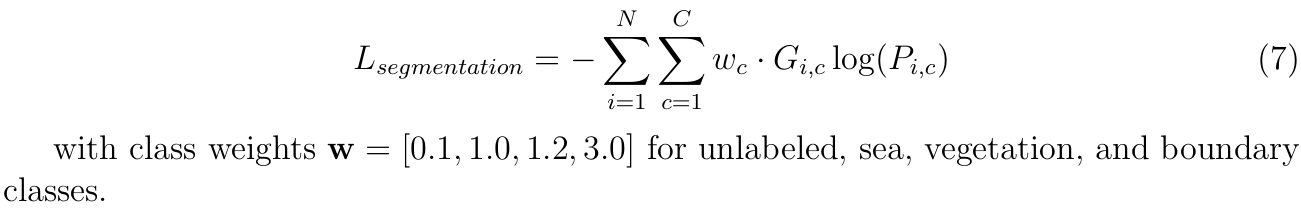 L_{segmentation} = -\sum_{i=1}^{N} \sum_{c=1}^{C} w_c \cdot G_{i,c} \log(P_{i,c}) (7)
with class weights w = [0.1, 1.0, 1.2, 3.0] for unlabeled, sea, vegetation, and boundary
classes.